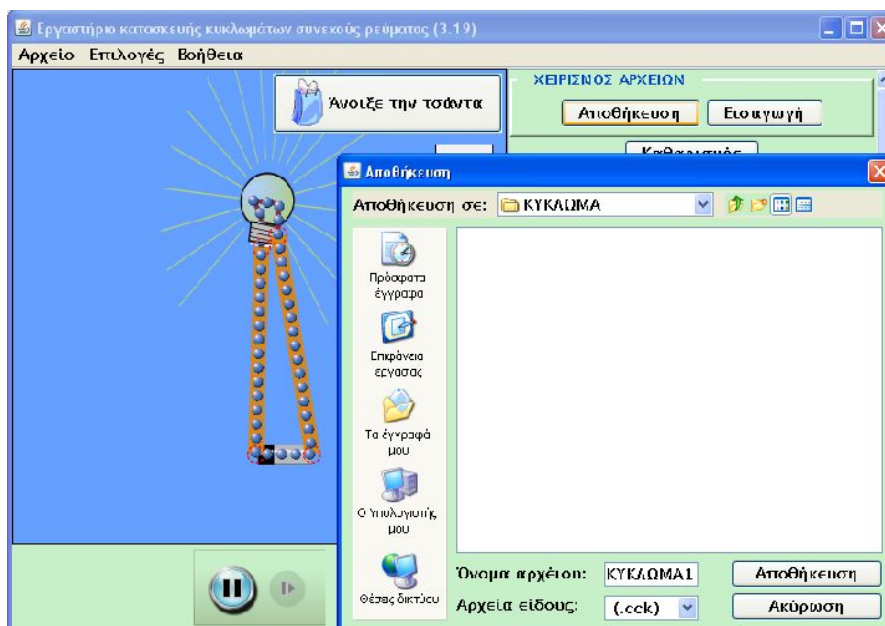 Εργαστήριο κατασκευής κυκλωμάτων συνεχούς ρεύματος (3.19)
Αρχείο Επιλογές Βοήθεια
Άνοιξε την τσάντα
ΧΕΙΡΙΣΜΟΣ ΑΡΧΕΙΩΝ
Αποθήκευση Εισαγωγή
Καθαρισμός
Αποθήκευση
Αποθήκευση σε: ΚΥΚΛΩΜΑ
Πρόσφατα
έγγραφα
Επιφάνεια
εργασίας
Τα έγγραφά
μου
Ο Υπολογιστής
μου
Θέσεις δικτύου
Όνομα αρχείου: ΚΥΚΛΩΜΑ1 Αποθήκευση
Αρχεία είδους: (.cck) Ακύρωση